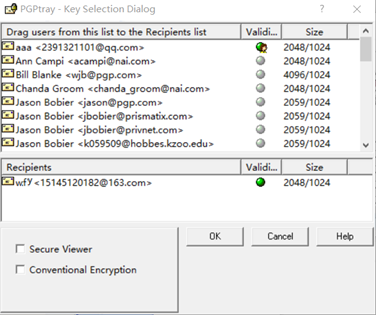 PGPtray - Key Selection Dialog
Drag users from this list to the Recipients list Validi... Size
aaa <2391321101@qq.com> 2048/1024
Ann Campi <acampi@nai.com> 2048/1024
Bill Blanke <wjb@pgp.com> 4096/1024
Chanda Groom <chanda_groom@nai.com> 2048/1024
Jason Bobier <jason@pgp.com> 2059/1024
Jason Bobier <jbobier@prismatix.com> 2059/1024
Jason Bobier <jbobier@privnet.com> 2059/1024
Jason Bobier <k059509@hobbes.kzoo.edu> 2059/1024
Recipients Validi... Size
wfy <15145120182@163.com> 2048/1024
Secure Viewer
Conventional Encryption
OK Cancel Help